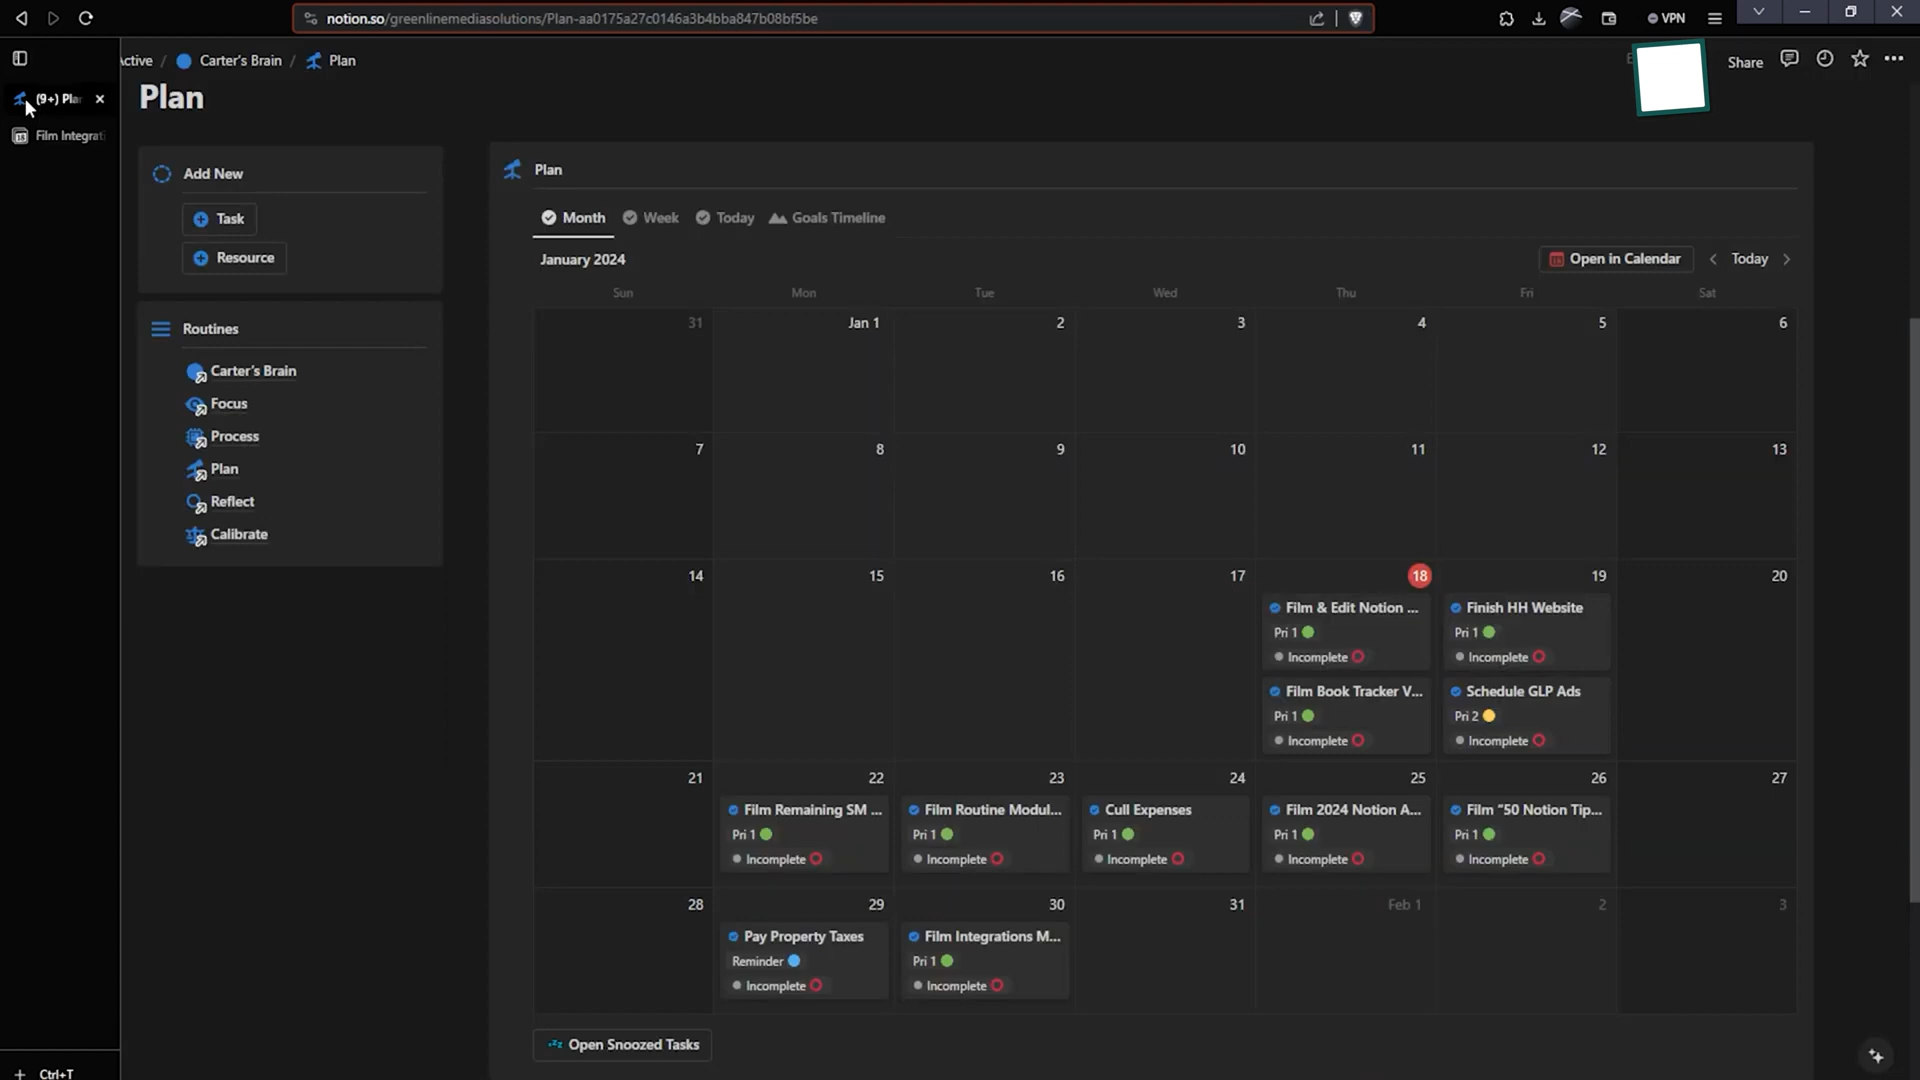 notion.so/greenlinemediasolutions/Plan-aa0175a27c0146a3b4bba847b08bf5be
VPN
(9+) Pla
Film Integrati
Ctrl+T
Active / Carter's Brain / Plan
Share
Plan
Add New
Task
Resource
Routines
Carter's Brain
Focus
Process
Plan
Reflect
Calibrate
Plan
Month Week Today Goals Timeline
January 2024
Open in Calendar Today
Sun Mon Tue Wed Thu Fri Sat
31 Jan 1 2 3 4 5 6
7 8 9 10 11 12 13
14 15 16 17 18 19 20
Film & Edit Notion ... Finish HH Website
Pri 1 Pri 1
Incomplete Incomplete
Film Book Tracker V... Schedule GLP Ads
Pri 1 Pri 2
Incomplete Incomplete
21 22 23 24 25 26 27
Film Remaining SM ... Film Routine Modul... Cull Expenses Film 2024 Notion A... Film "50 Notion Tip...
Pri 1 Pri 1 Pri 1 Pri 1 Pri 1
Incomplete Incomplete Incomplete Incomplete Incomplete
28 29 30 31 Feb 1 2 3
Pay Property Taxes Film Integrations M...
Reminder Pri 1
Incomplete Incomplete
Open Snoozed Tasks